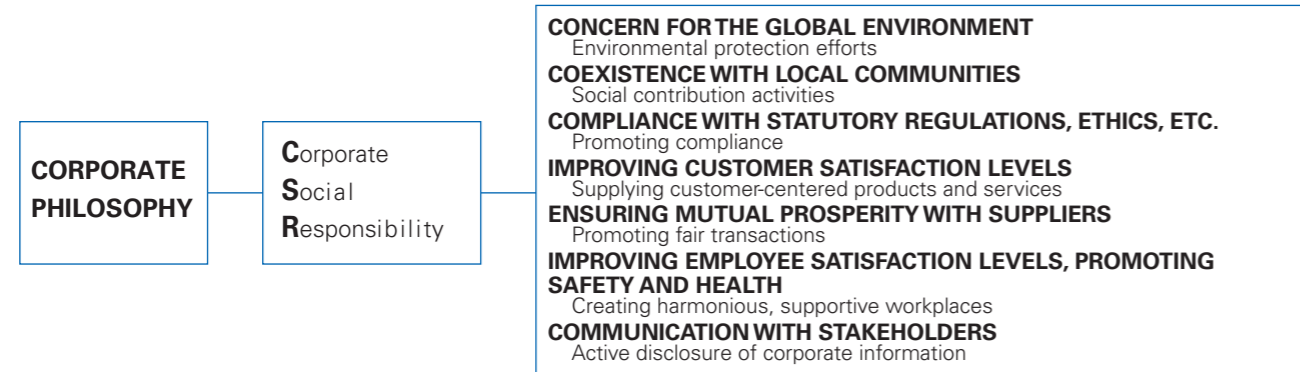 CORPORATE
PHILOSOPHY
Corporate
Social
Responsibility
CONCERN FOR THE GLOBAL ENVIRONMENT
Environmental protection efforts
COEXISTENCE WITH LOCAL COMMUNITIES
Social contribution activities
COMPLIANCE WITH STATUTORY REGULATIONS, ETHICS, ETC.
Promoting compliance
IMPROVING CUSTOMER SATISFACTION LEVELS
Supplying customer-centered products and services
ENSURING MUTUAL PROSPERITY WITH SUPPLIERS
Promoting fair transactions
IMPROVING EMPLOYEE SATISFACTION LEVELS, PROMOTING
SAFETY AND HEALTH
Creating harmonious, supportive workplaces
COMMUNICATION WITH STAKEHOLDERS
Active disclosure of corporate information